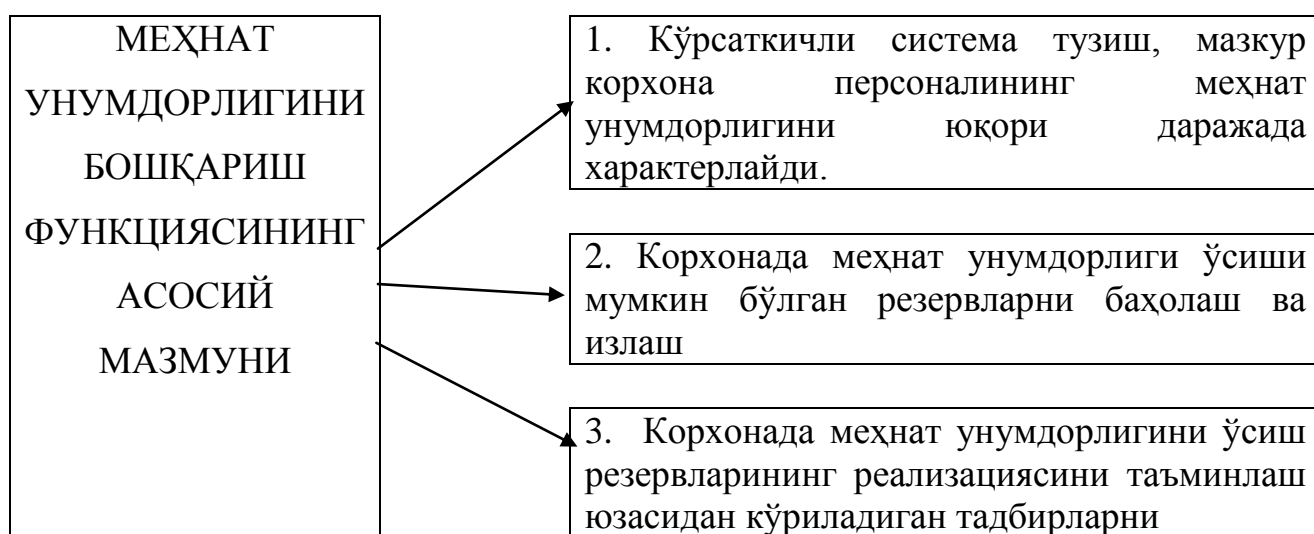 МЕҲНАТ
УНУМДОРЛИГИНИ
БОШҚАРИШ
ФУНКЦИЯСИНИНГ
АСОСИЙ
МАЗМУНИ
1. Кўрсаткичли система тузиш, мазкур
корхона персоналининг меҳнат
унумдорлигини юқори даражада
характерлайди.
2. Корхонада меҳнат унумдорлиги ўсиши
мумкин бўлган резервларни баҳолаш ва
излаш
3. Корхонада меҳнат унумдорлигини ўсиш
резервларининг реализациясини таъминлаш
юзасидан кўриладиган тадбирларни